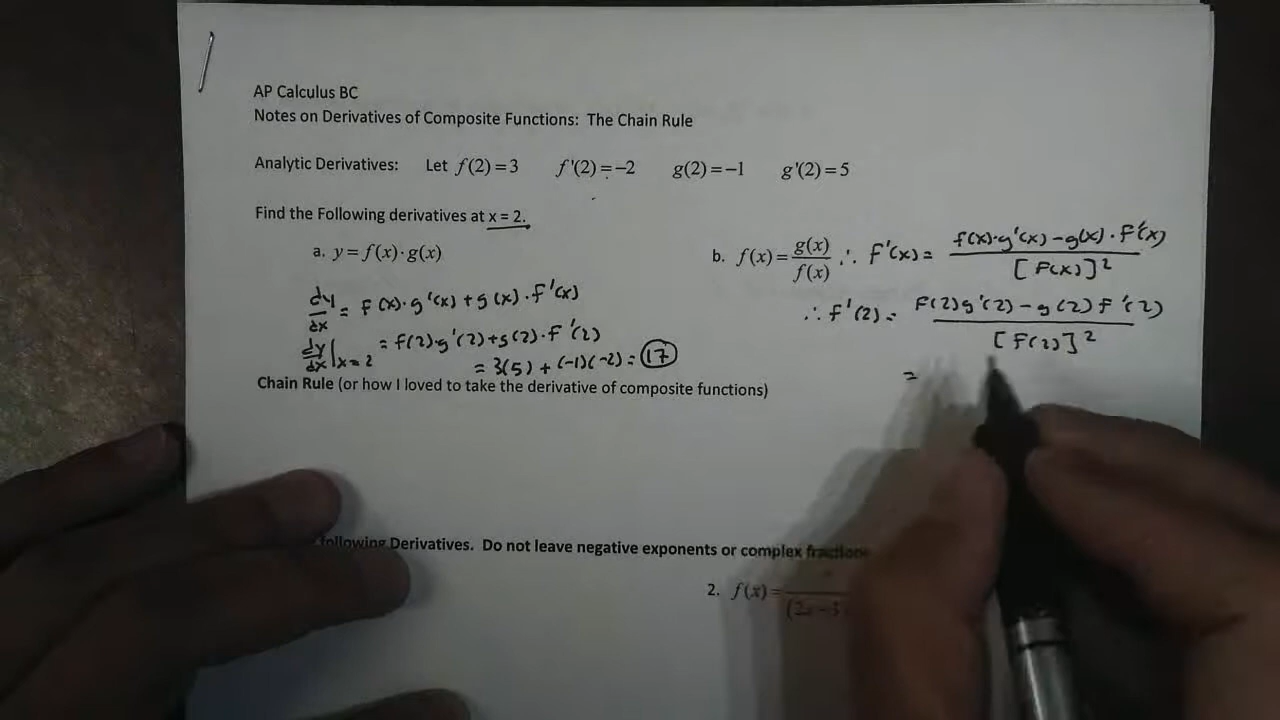 AP Calculus BC
Notes on Derivatives of Composite Functions: The Chain Rule
Analytic Derivatives: Let f(2)=3 f'(2)=-2 g(2)=-1 g'(2)=5
Find the Following derivatives at x = 2.
a. y=f(x)·g(x)
dy/dx = f(x)·g'(x)+g(x)·f'(x)
dy/dx|x=2 = f(2)g'(2)+g(2)·f'(2)
= 3(5)+(-1)(-2)= 17
b. f(x)=g(x)/f(x) ∴ F'(x)= f(x)·g'(x)-g(x)·F'(x)/[F(x)]²
∴ f'(2)= F(2)g'(2)-g(2)f'(2)/[f(2)]²
=
Chain Rule (or how I loved to take the derivative of composite functions)
following Derivatives. Do not leave negative exponents or complex fraction
2. f(x)=